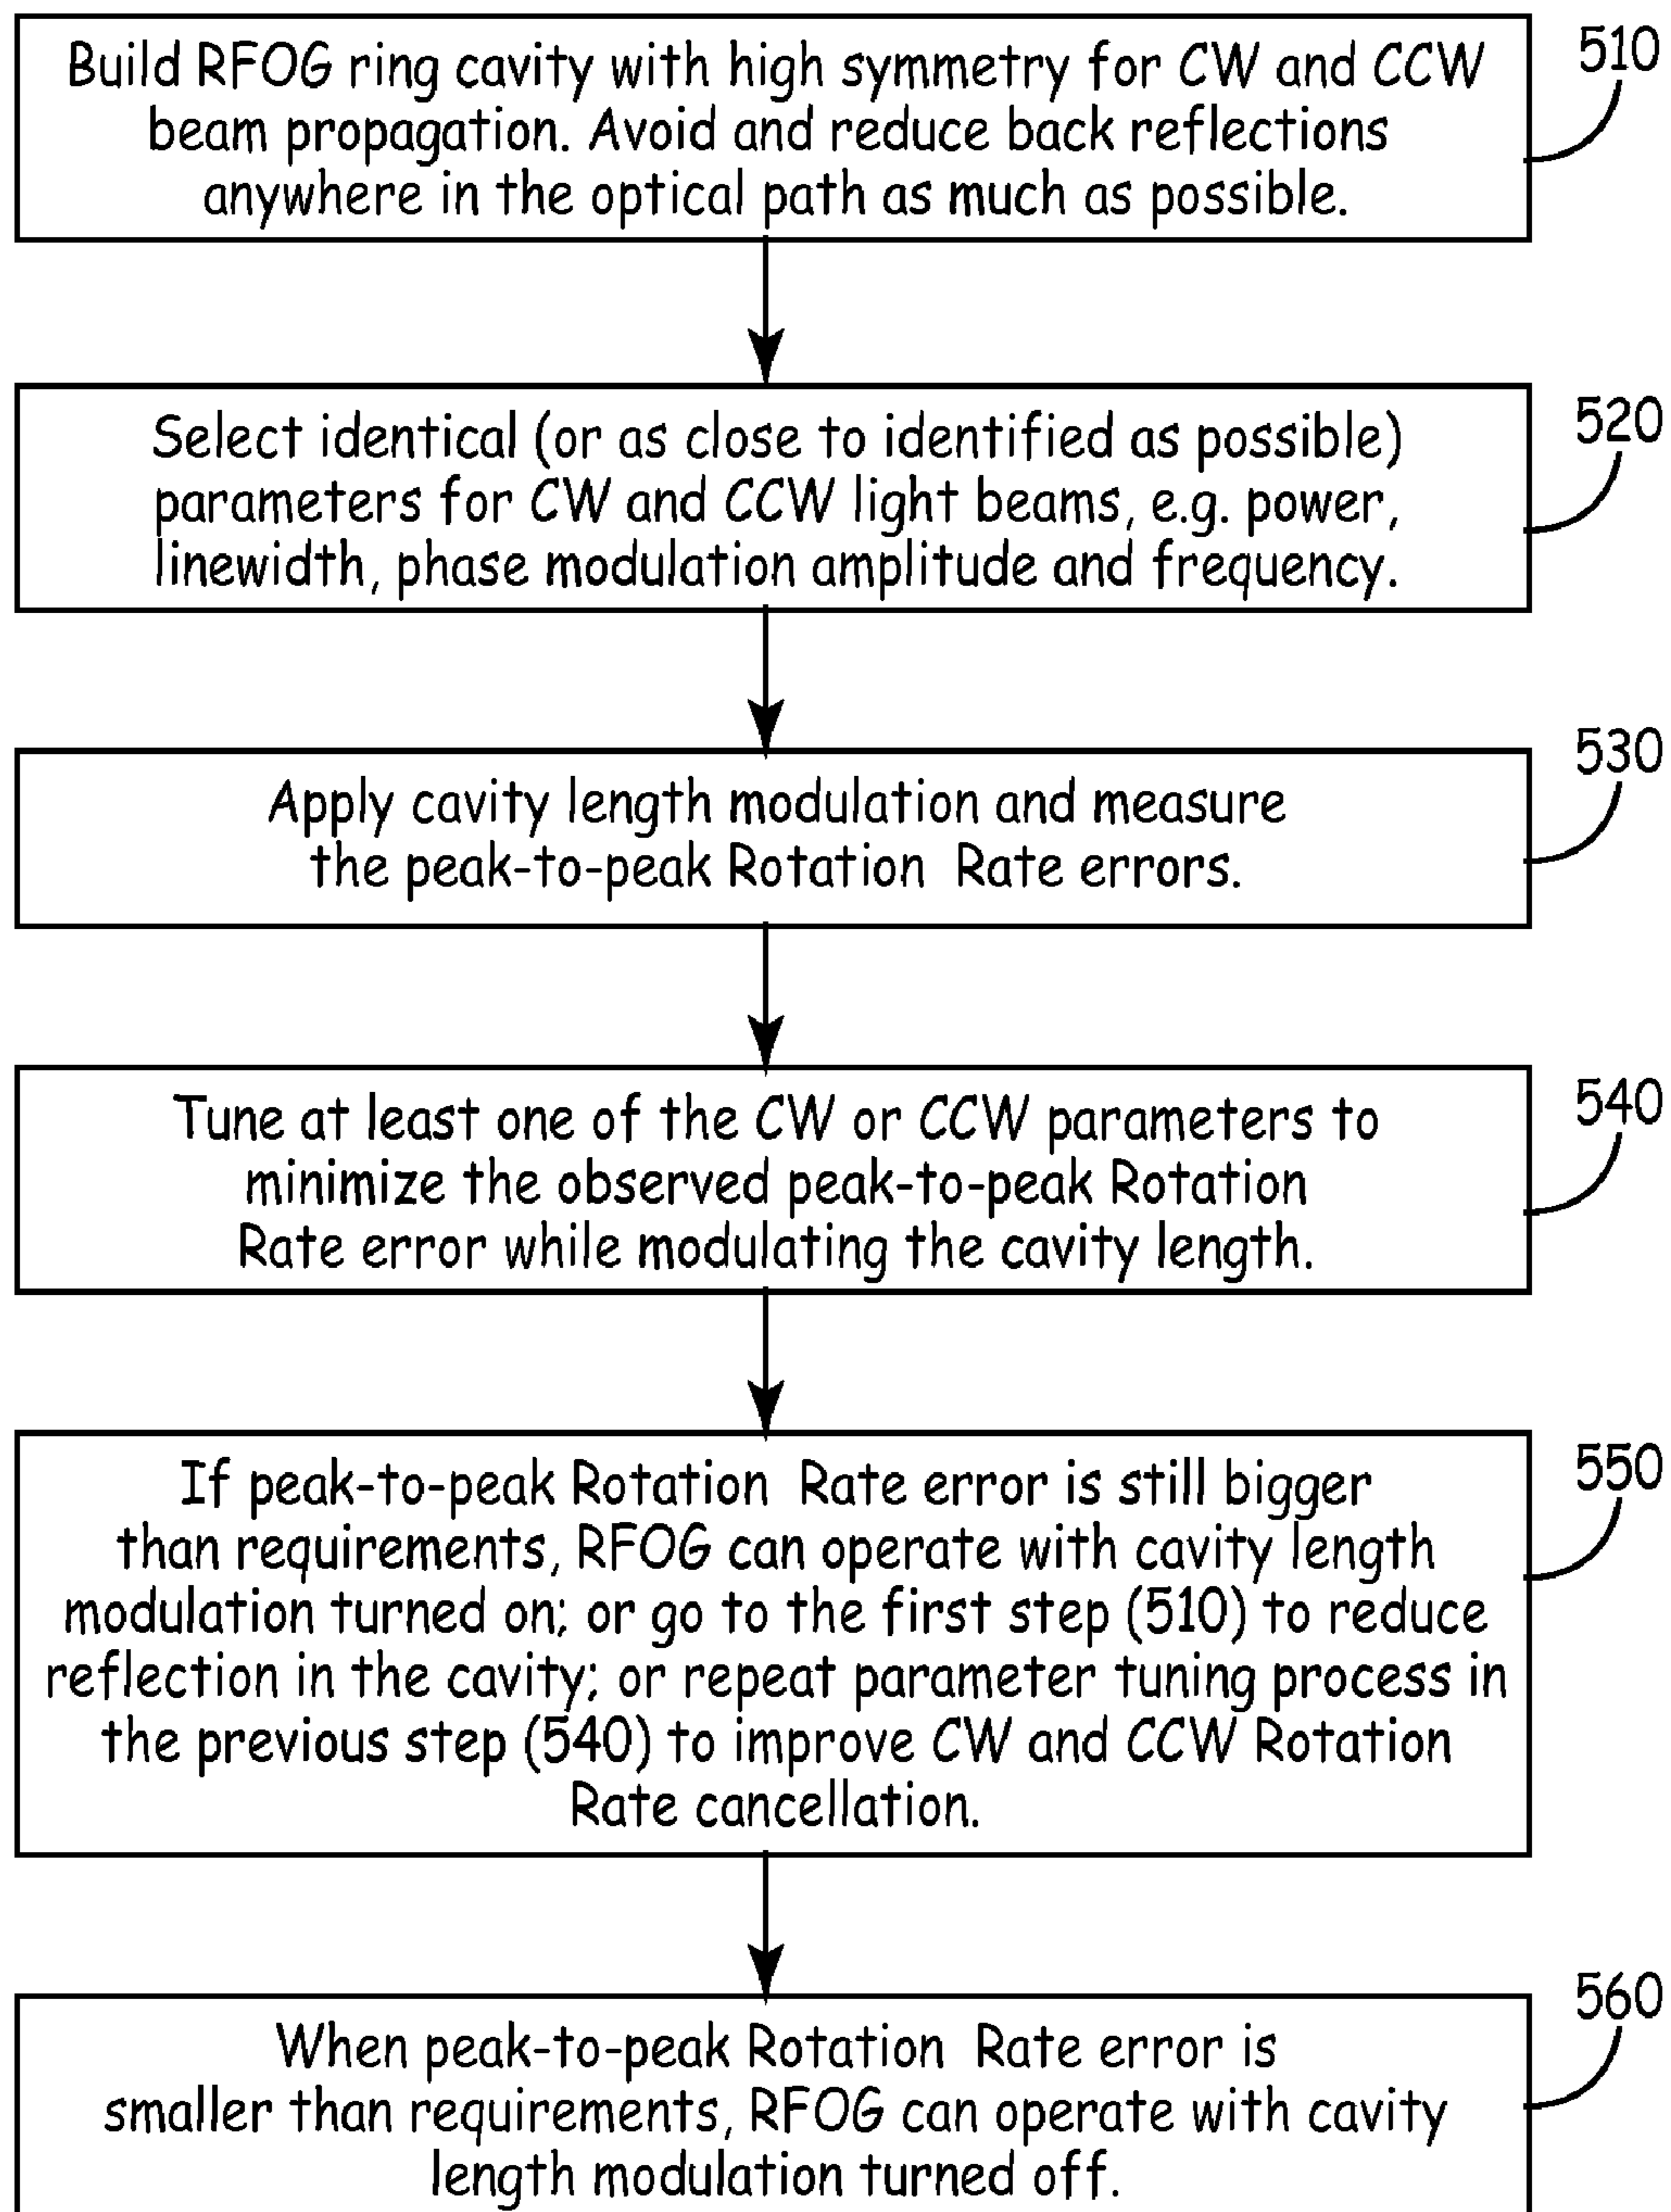 Build RFOG ring cavity with high symmetry for CW and CCW
beam propagation. Avoid and reduce back reflections
anywhere in the optical path as much as possible.
510
Select identical (or as close to identified as possible)
parameters for CW and CCW light beams, e.g. power,
linewidth, phase modulation amplitude and frequency.
520
Apply cavity length modulation and measure
the peak-to-peak Rotation Rate errors.
530
Tune at least one of the CW or CCW parameters to
minimize the observed peak-to-peak Rotation
Rate error while modulating the cavity length.
540
If peak-to-peak Rotation Rate error is still bigger
than requirements, RFOG can operate with cavity length
modulation turned on; or go to the first step (510) to reduce
reflection in the cavity; or repeat parameter tuning process in
the previous step (540) to improve CW and CCW Rotation
Rate cancellation.
550
When peak-to-peak Rotation Rate error is
smaller than requirements, RFOG can operate with cavity
length modulation turned off.
560